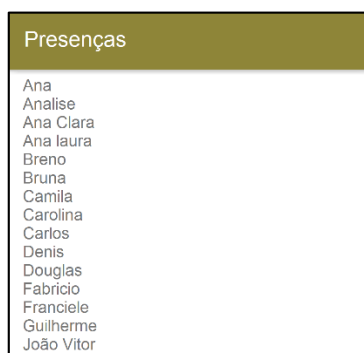 Presenças
Ana
Analise
Ana Clara
Ana laura
Breno
Bruna
Camila
Carolina
Carlos
Denis
Douglas
Fabricio
Franciele
Guilherme
João Vitor